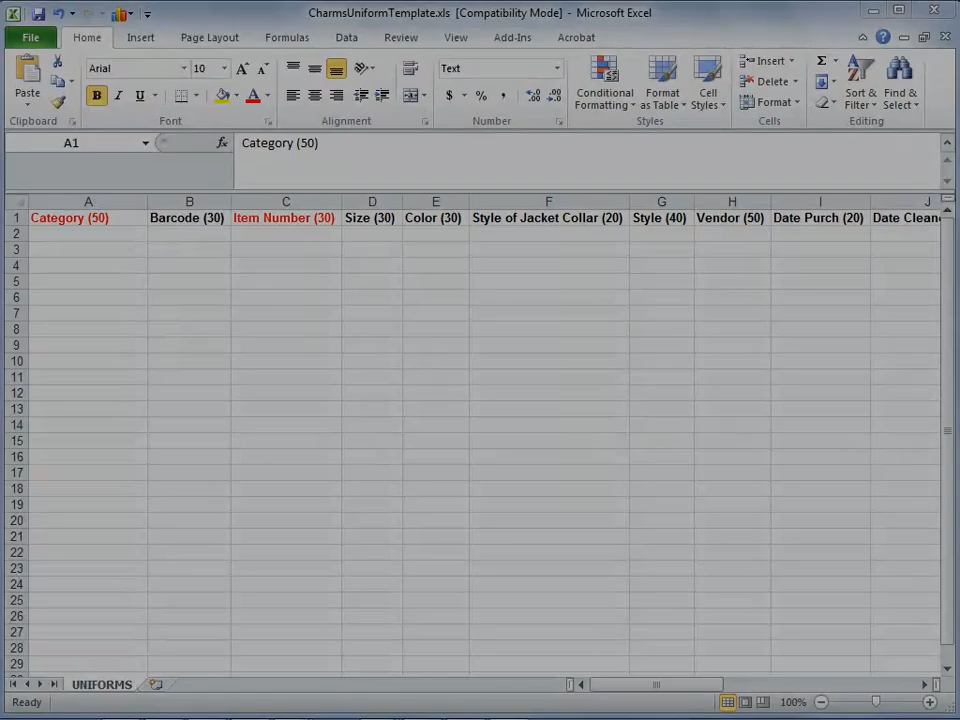 CharmsUniformTemplate.xls [Compatibility Mode] - Microsoft Excel
File Home Insert Page Layout Formulas Data Review View Add-Ins Acrobat
Paste
Clipboard
Arial 10
B I U A
Font
Alignment
Text
$ % ,
Number
Conditional Formatting
Format as Table
Cell Styles
Styles
Insert
Delete
Format
Cells
Σ
Sort & Filter
Find & Select
Editing
A1 fx Category (50)
A B C D E F G H I J
1 Category (50) Barcode (30) Item Number (30) Size (30) Color (30) Style of Jacket Collar (20) Style (40) Vendor (50) Date Purch (20) Date Clean
2
3
4
5
6
7
8
9
10
11
12
13
14
15
16
17
18
19
20
21
22
23
24
25
26
27
28
29
UNIFORMS
Ready 100%